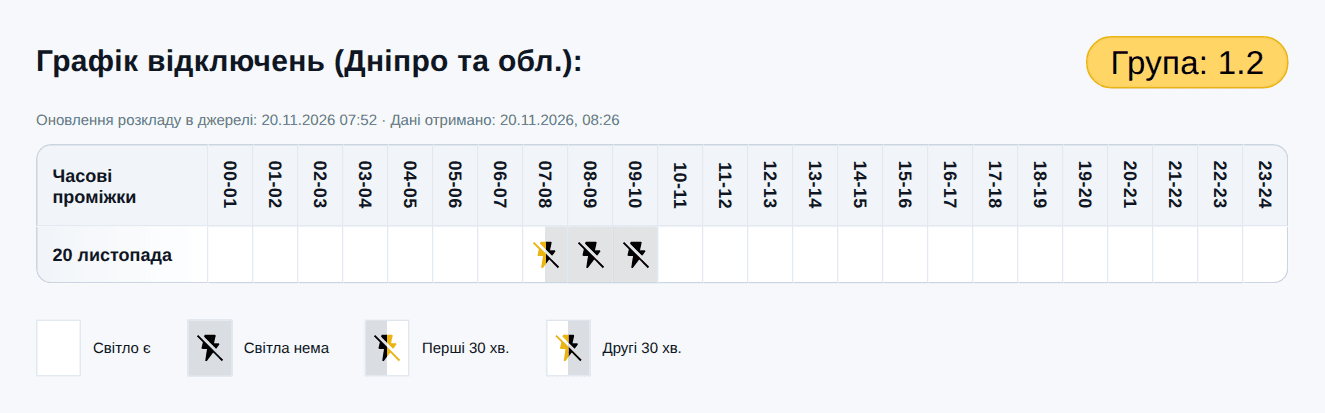 Графік відключень (Дніпро та обл.):
Група: 1.2
Оновлення розкладу в джерелі: 20.11.2026 07:52 · Дані отримано: 20.11.2026, 08:26
Часові
проміжки
00-01
01-02
02-03
03-04
04-05
05-06
06-07
07-08
08-09
09-10
10-11
11-12
12-13
13-14
14-15
15-16
16-17
17-18
18-19
19-20
20-21
21-22
22-23
23-24
20 листопада
Світло є
Світла нема
Перші 30 хв.
Другі 30 хв.